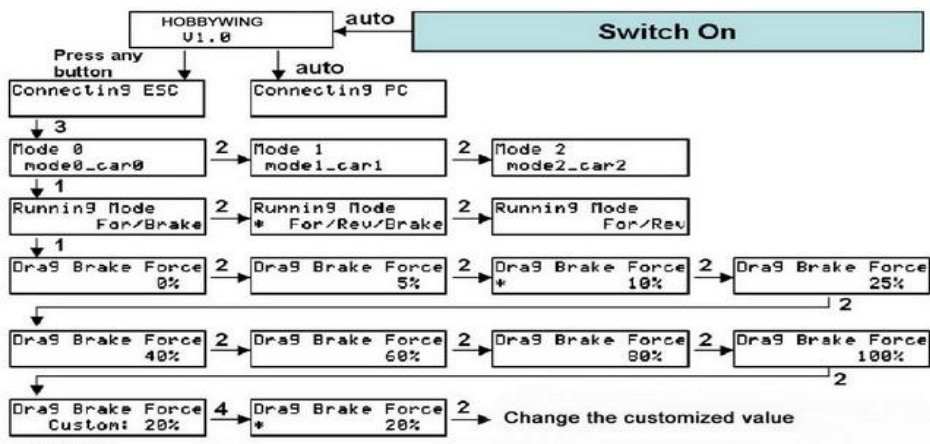 HOBBYWING
V1.0
auto
Switch On
Press any
button
auto
Connecting ESC
Connecting PC
3
Mode 0
mode0_car0
2
Mode 1
mode1_car1
2
Mode 2
mode2_car2
1
Running Mode
For/Brake
2
Running Mode
* For/Rev/Brake
2
Running Mode
For/Rev
1
Drag Brake Force
0%
2
Drag Brake Force
5%
2
Drag Brake Force
* 10%
2
Drag Brake Force
25%
2
Drag Brake Force
40%
2
Drag Brake Force
60%
2
Drag Brake Force
80%
2
Drag Brake Force
100%
2
Drag Brake Force
Custom: 20%
4
Drag Brake Force
* 20%
2
Change the customized value